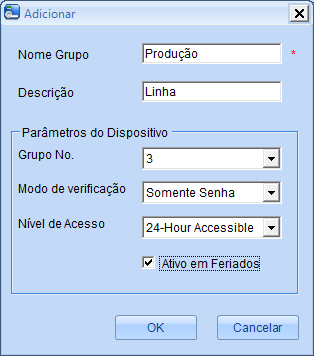 Adicionar
Nome Grupo Produção *
Descrição Linha
Parâmetros do Dispositivo
Grupo No. 3
Modo de verificação Somente Senha
Nível de Acesso 24-Hour Accessible
Ativo em Feriados
OK Cancelar